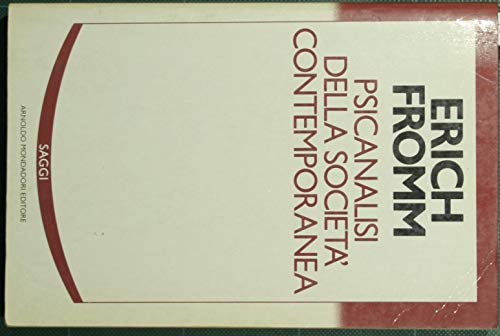 ERICH
FROMM
PSICANALISI
DELLA SOCIETA'
CONTEMPORANEA
SAGGI
ARNOLDO MONDADORI EDITORE